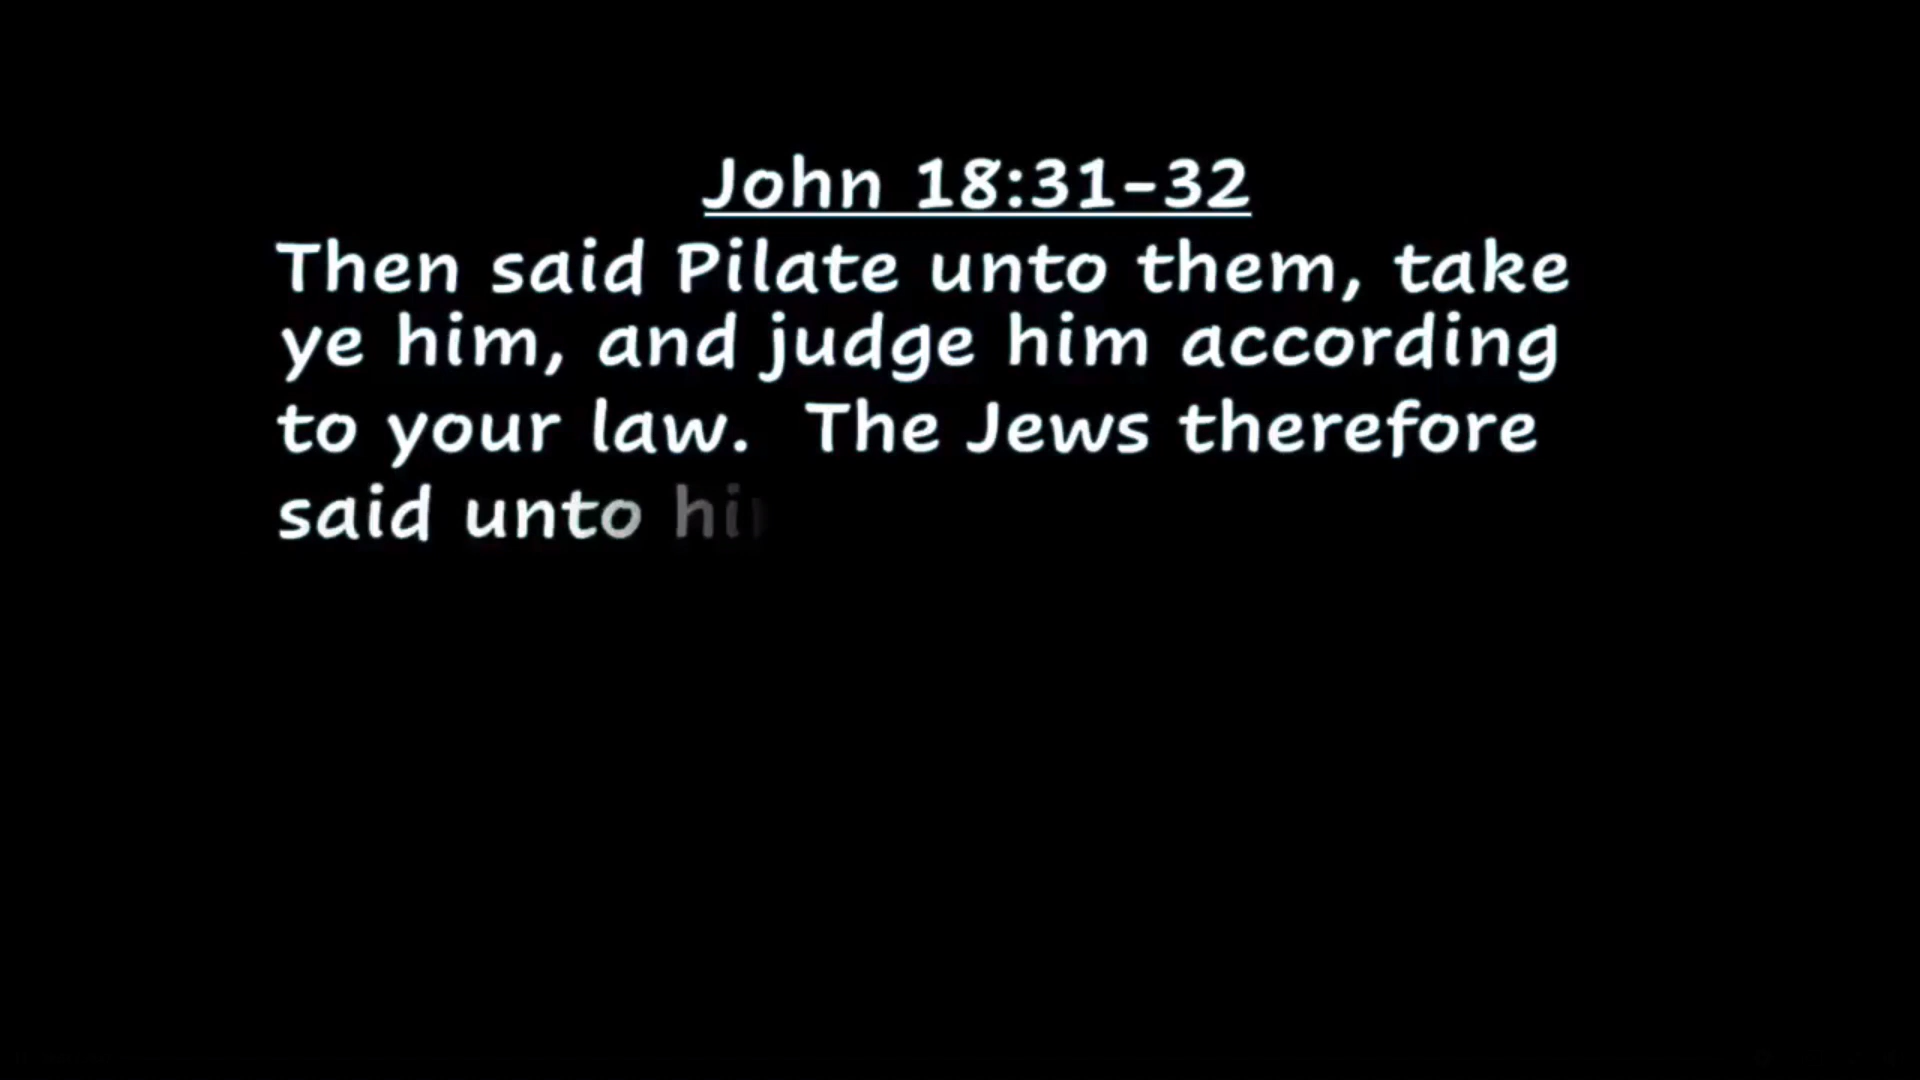 John 18:31-32
Then said Pilate unto them, take
ye him, and judge him according
to your law.  The Jews therefore
said unto